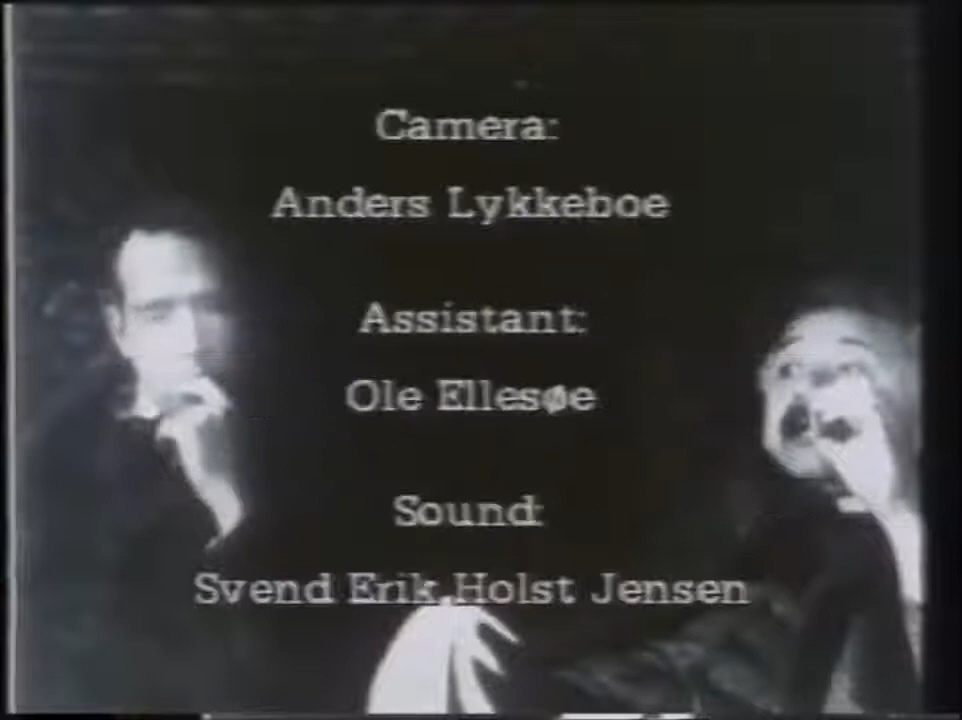 Camera:
Anders Lykkeboe
Assistant:
Ole Ellesøe
Sound:
Svend Erik Holst Jensen